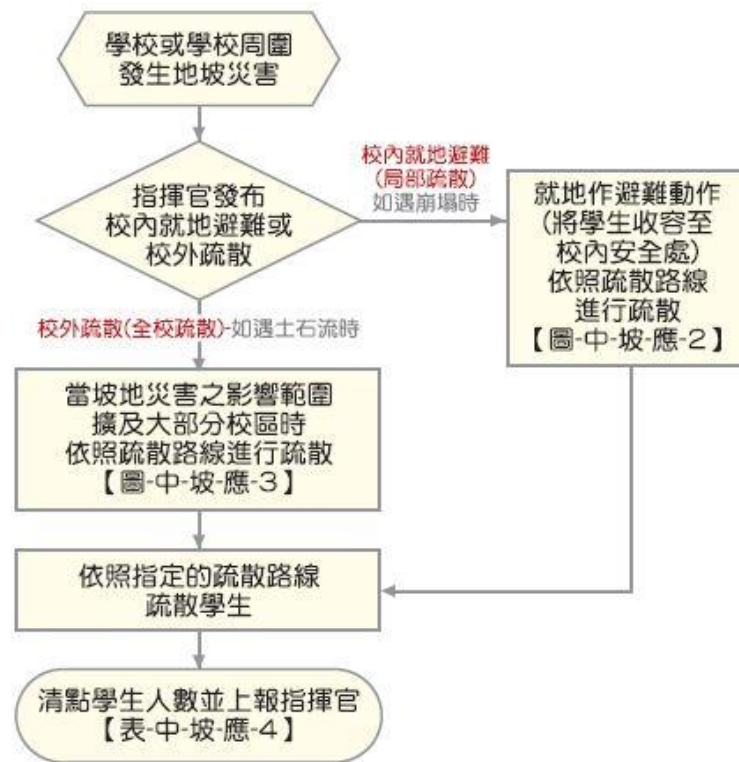 學校或學校周圍
發生地坡災害
指揮官發布
校內就地避難或
校外疏散
校內就地避難
(局部疏散)
如遇崩塌時
就地作避難動作
(將學生收容至
校內安全處)
依照疏散路線
進行疏散
【圖-中-坡-應-2】
校外疏散(全校疏散)-如遇土石流時
當坡地災害之影響範圍
擴及大部分校區時
依照疏散路線進行疏散
【圖-中-坡-應-3】
依照指定的疏散路線
疏散學生
清點學生人數並上報指揮官
【表-中-坡-應-4】